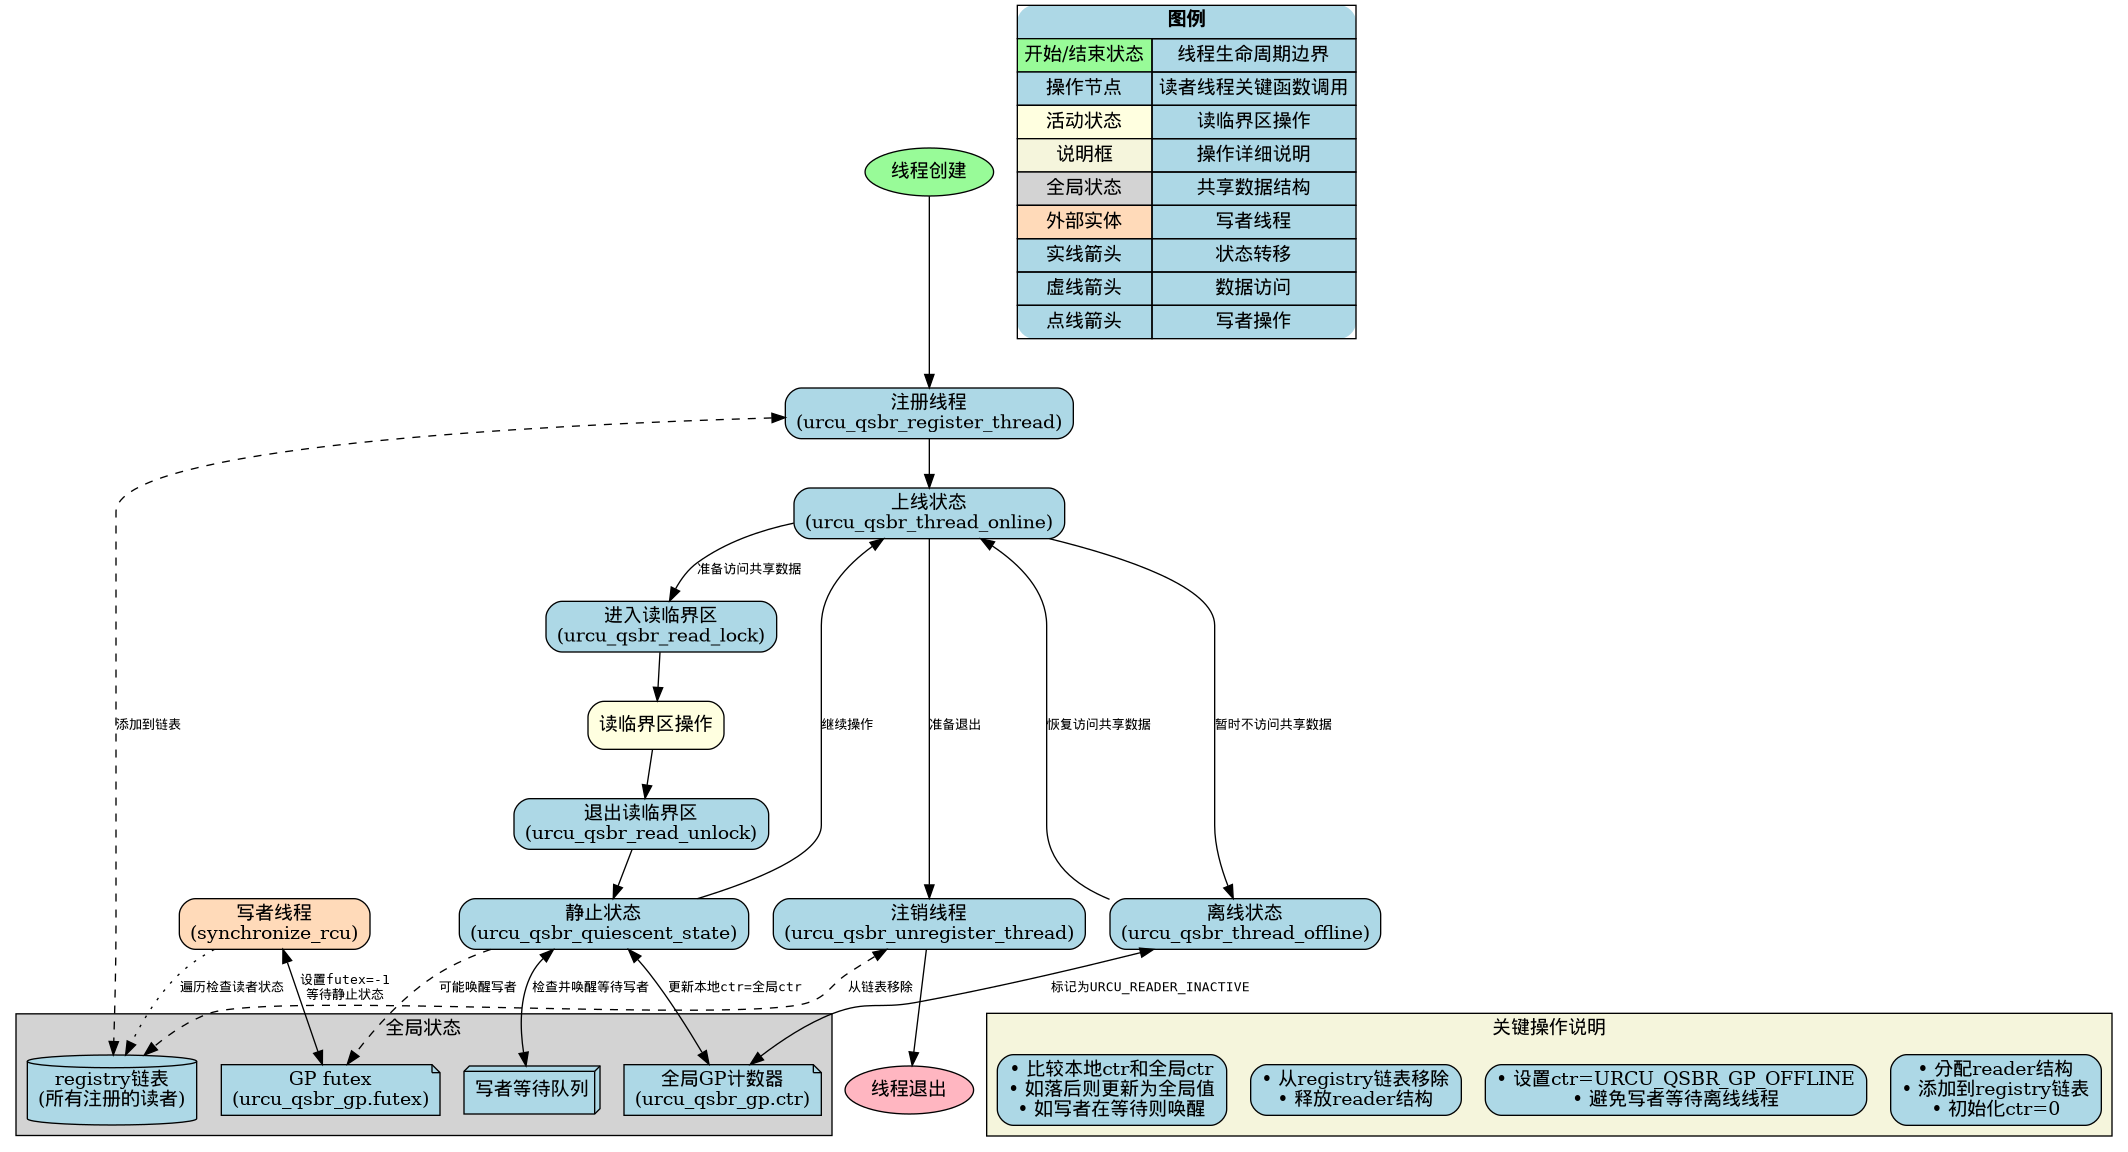 图例
开始/结束状态 线程生命周期边界
操作节点 读者线程关键函数调用
活动状态 读临界区操作
说明框 操作详细说明
全局状态 共享数据结构
外部实体 写者线程
实线箭头 状态转移
虚线箭头 数据访问
点线箭头 写者操作
线程创建
注册线程
(urcu_qsbr_register_thread)
上线状态
(urcu_qsbr_thread_online)
准备访问共享数据
进入读临界区
(urcu_qsbr_read_lock)
读临界区操作
添加到链表
继续操作
准备退出
恢复访问共享数据
暂时不访问共享数据
退出读临界区
(urcu_qsbr_read_unlock)
写者线程
(synchronize_rcu)
静止状态
(urcu_qsbr_quiescent_state)
注销线程
(urcu_qsbr_unregister_thread)
离线状态
(urcu_qsbr_thread_offline)
遍历检查读者状态
设置futex=-1
等待静止状态
可能唤醒写者
检查并唤醒等待写者
更新本地ctr=全局ctr
从链表移除
标记为URCU_READER_INACTIVE
全局状态
registry链表
(所有注册的读者)
GP futex
(urcu_qsbr_gp.futex)
写者等待队列
全局GP计数器
(urcu_qsbr_gp.ctr)
线程退出
关键操作说明
• 比较本地ctr和全局ctr
• 如落后则更新为全局值
• 如写者在等待则唤醒
• 从registry链表移除
• 释放reader结构
• 设置ctr=URCU_QSBR_GP_OFFLINE
• 避免写者等待离线线程
• 分配reader结构
• 添加到registry链表
• 初始化ctr=0